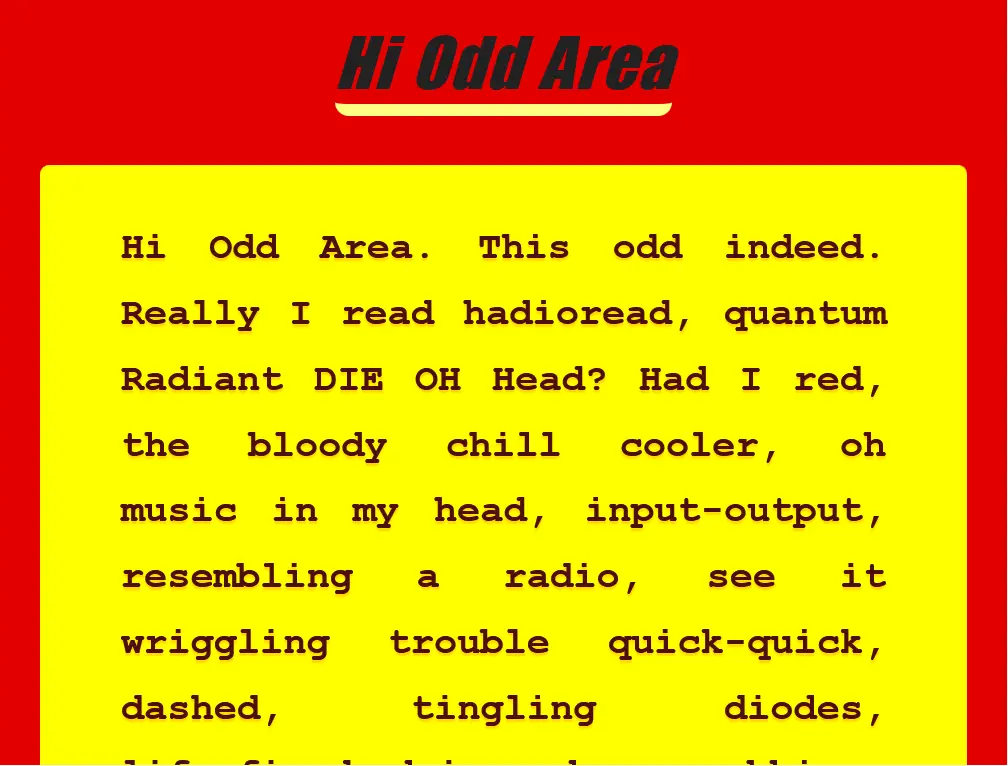 Hi Odd Area
Hi Odd Area. This odd indeed.
Really I read hadioread, quantum
Radiant DIE OH Head? Had I red,
the bloody chill cooler, oh
music in my head, input-output,
resembling a radio, see it
wriggling trouble quick-quick,
dashed, tingling diodes,